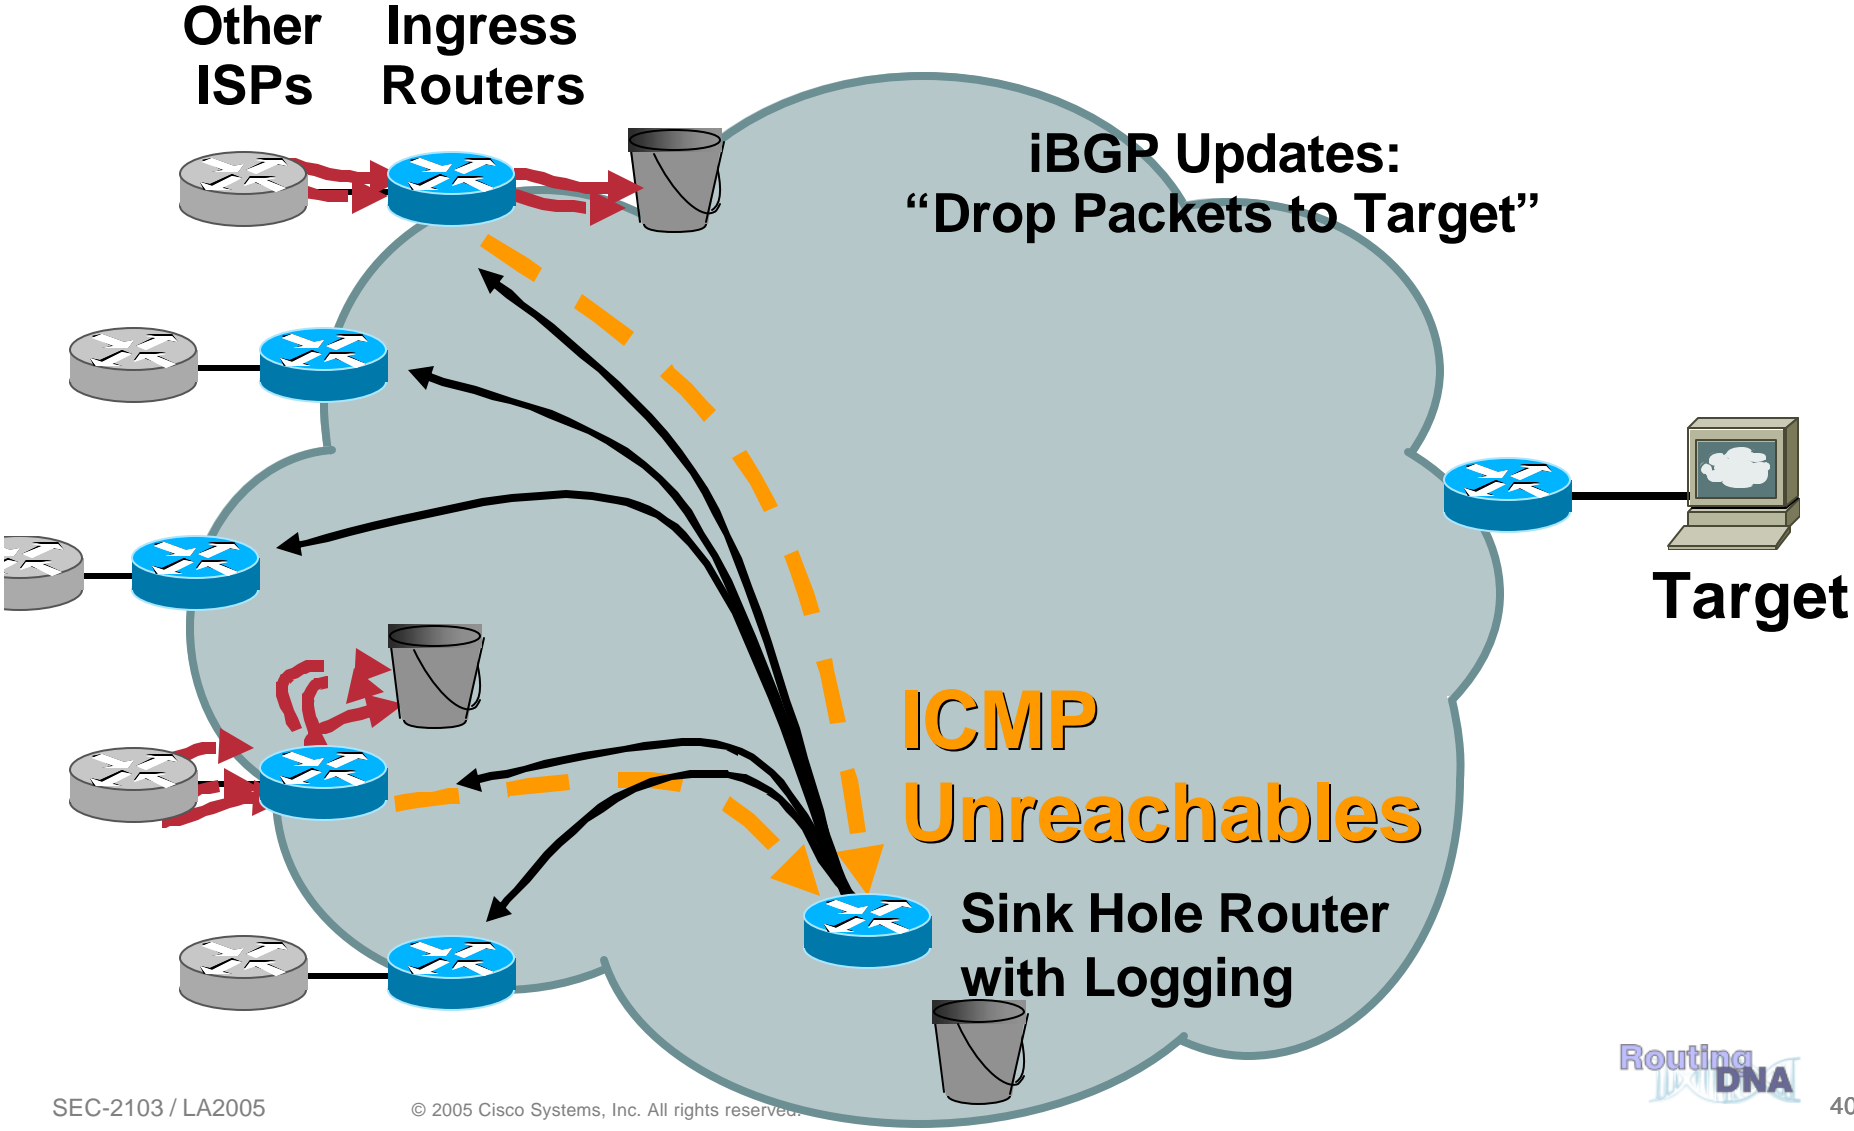 Other
ISPs
Ingress
Routers
iBGP Updates:
“Drop Packets to Target”
Target
ICMP
Unreachables
Sink Hole Router
with Logging
SEC-2103 / LA2005
© 2005 Cisco Systems, Inc. All rights reserved.
Routing
DNA
40